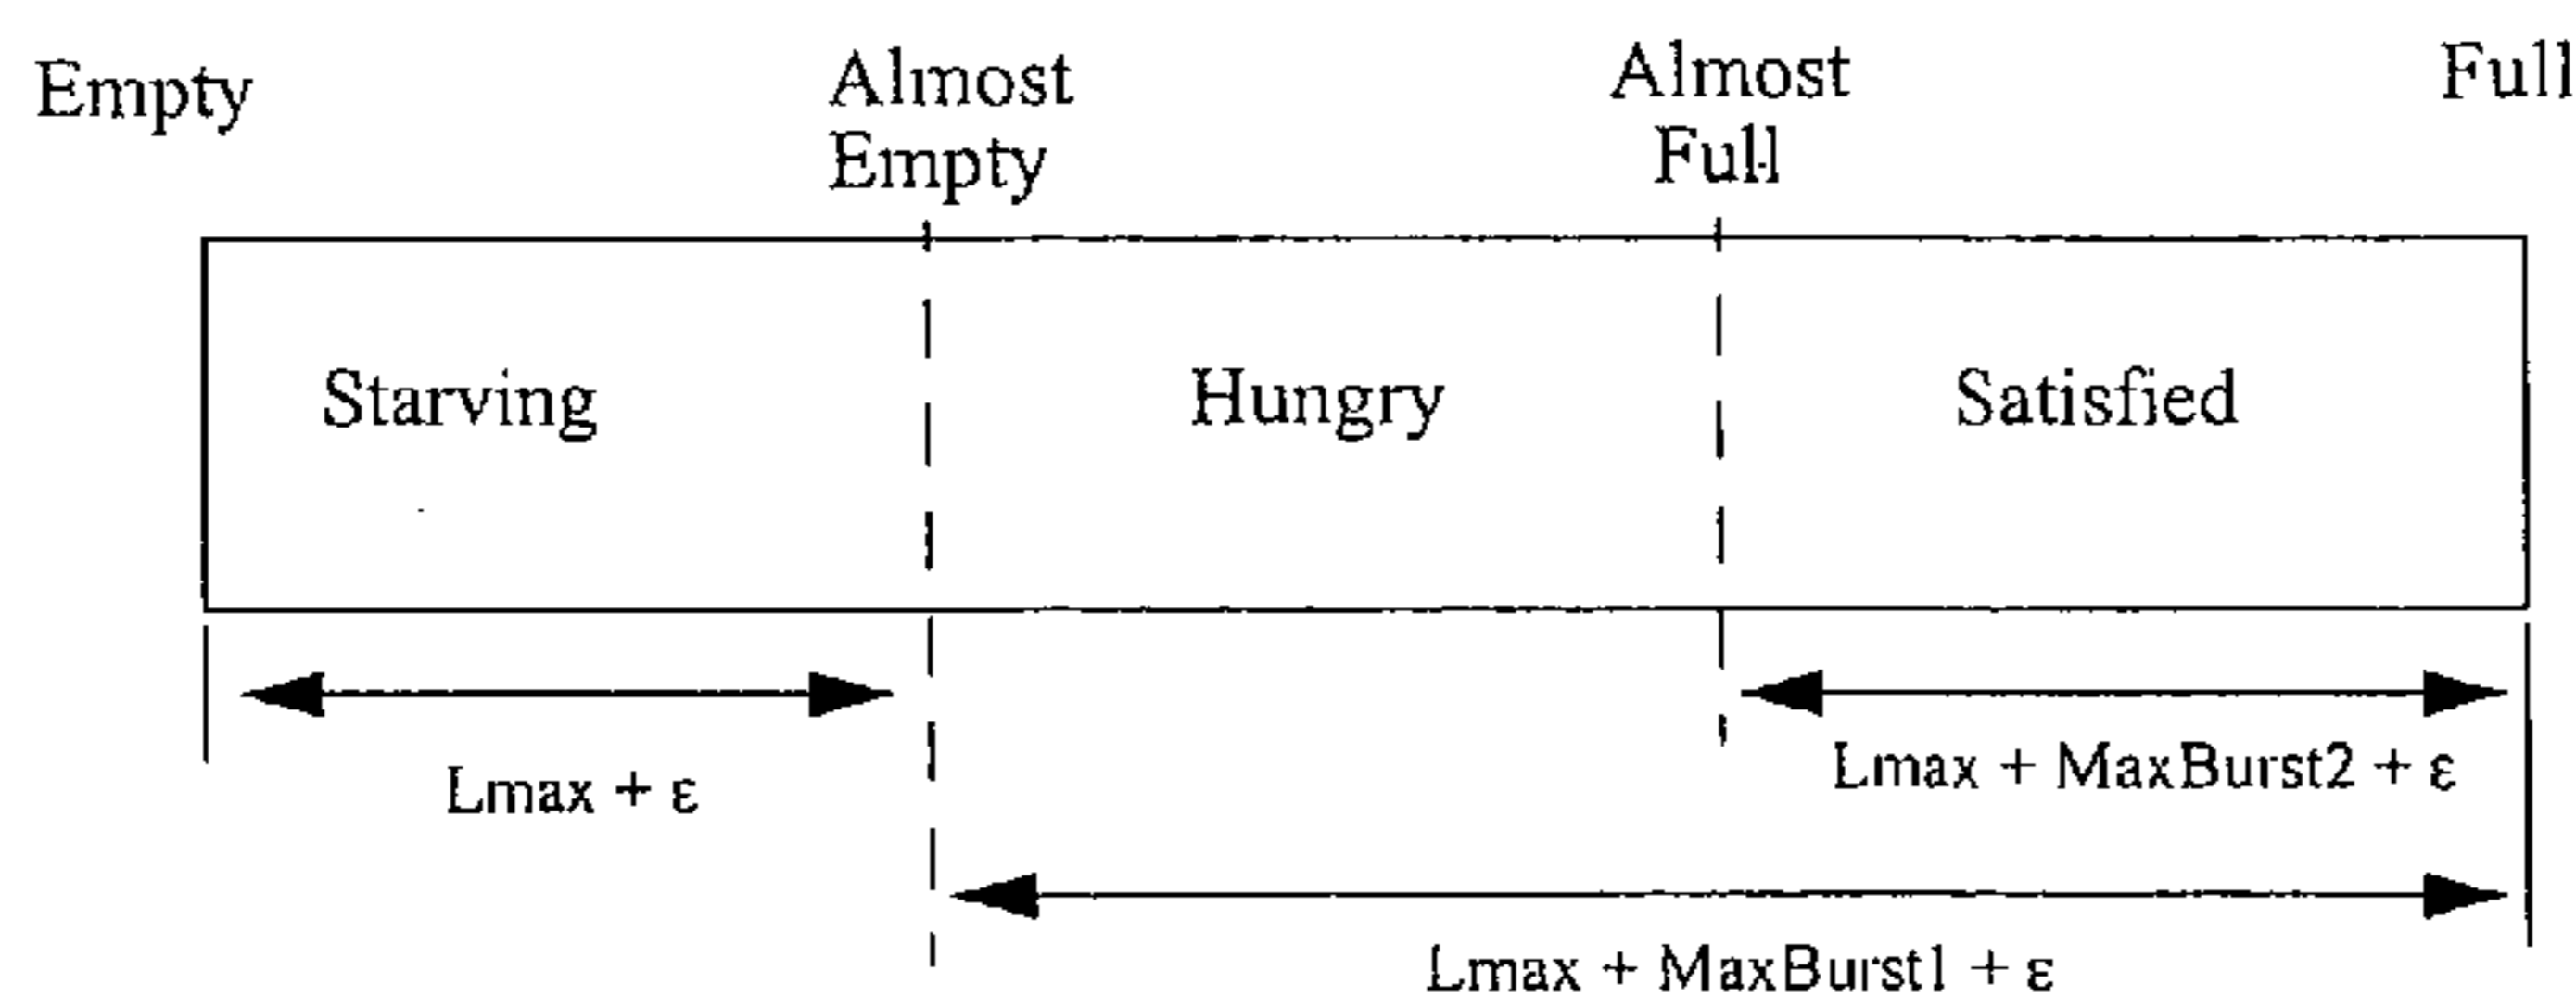 Empty
Almost
Empty
Almost
Full
Full
Starving
Hungry
Satisfied
Lmax + ε
Lmax + MaxBurst2 + ε
Lmax + MaxBurst1 + ε